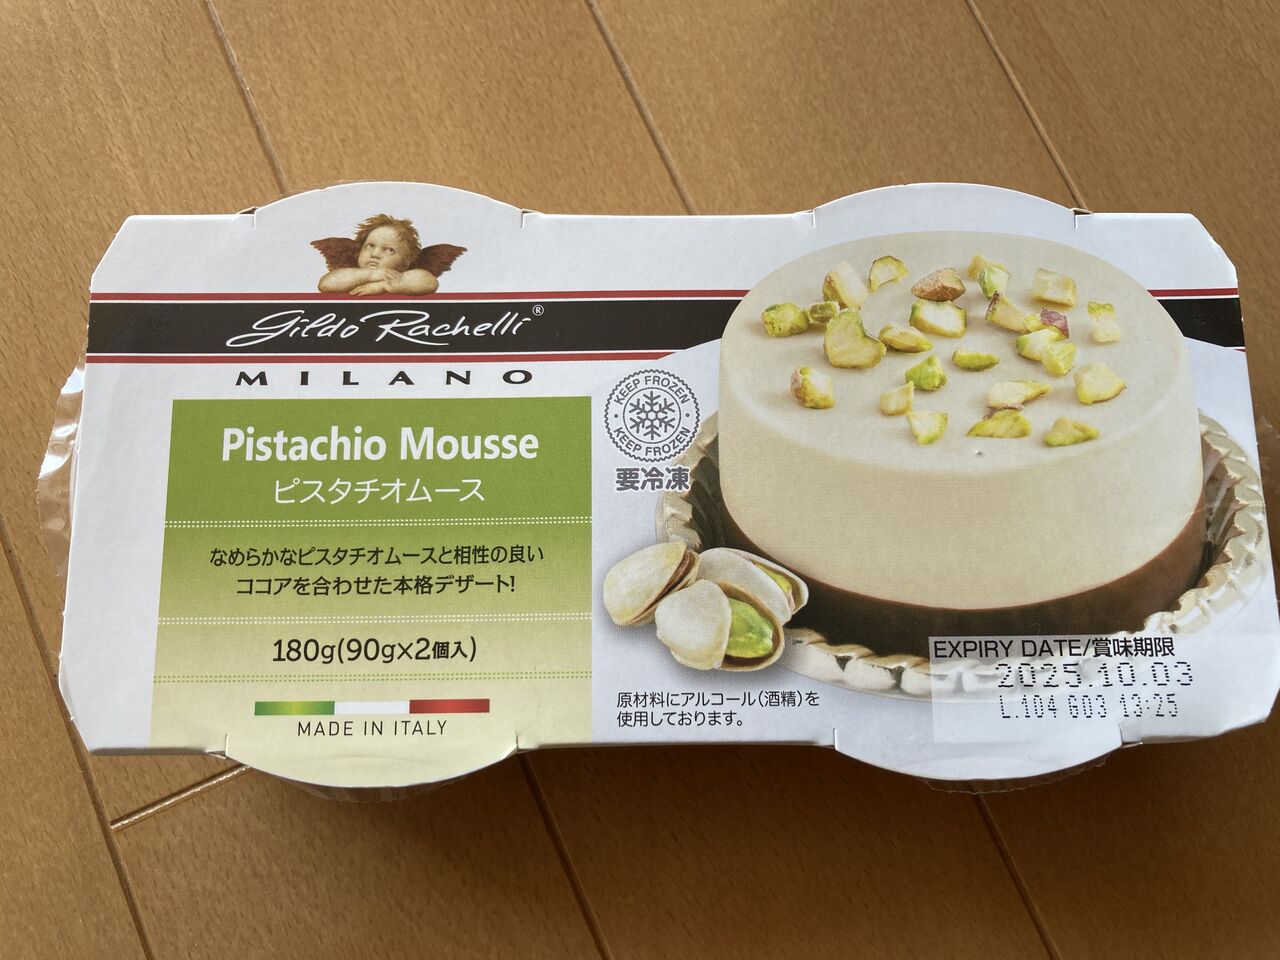 Gildo Rachelli®
MILANO
Pistachio Mousse
ピスタチオムース
なめらかなピスタチオムースと相性の良い
ココアを合わせた本格デザート!
180g(90g×2個入)
MADE IN ITALY
KEEP FROZEN
KEEP FROZEN
要冷凍
原材料にアルコール(酒精)を
使用しております。
EXPIRY DATE/賞味期限
2025.10.03
L.104 G03 13:25